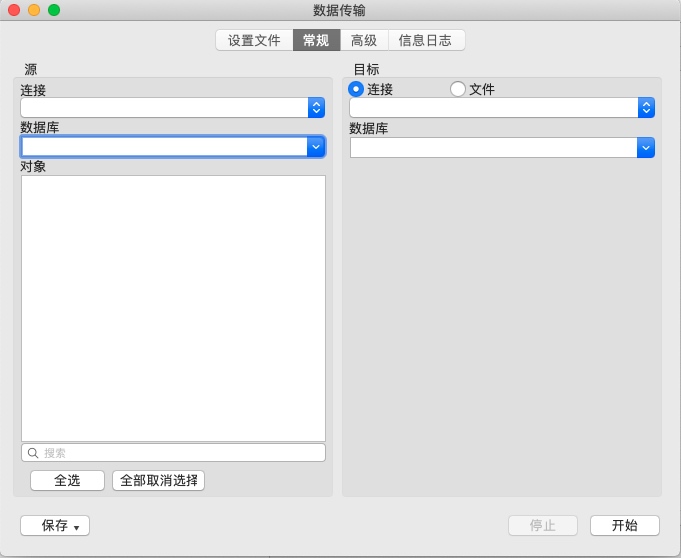 数据传输
设置文件 常规 高级 信息日志
源
连接
数据库
对象
搜索
全选 全部取消选择
目标
连接 文件
数据库
保存 停止 开始